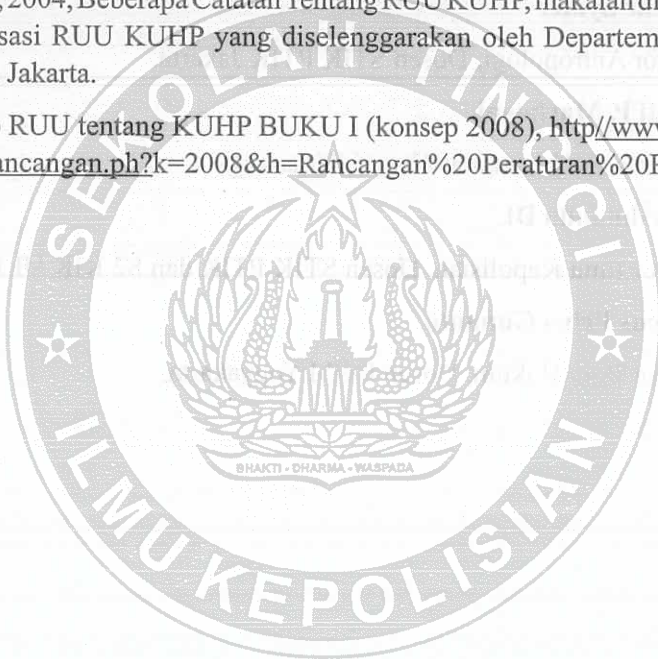 , 2004, Beberapa Catatan Tentang RUU KUHP, makalah di
sasi RUU KUHP yang diselenggarakan oleh Departem
Jakarta.
RUU tentang KUHP BUKU I (konsep 2008), http//www
ancangan.ph?k=2008&h=Rancangan%20Peraturan%20P
SEKOLAH TINGGI
BHAKTI - DHARMA - WASPADA
ILMU KEPOLISIAN